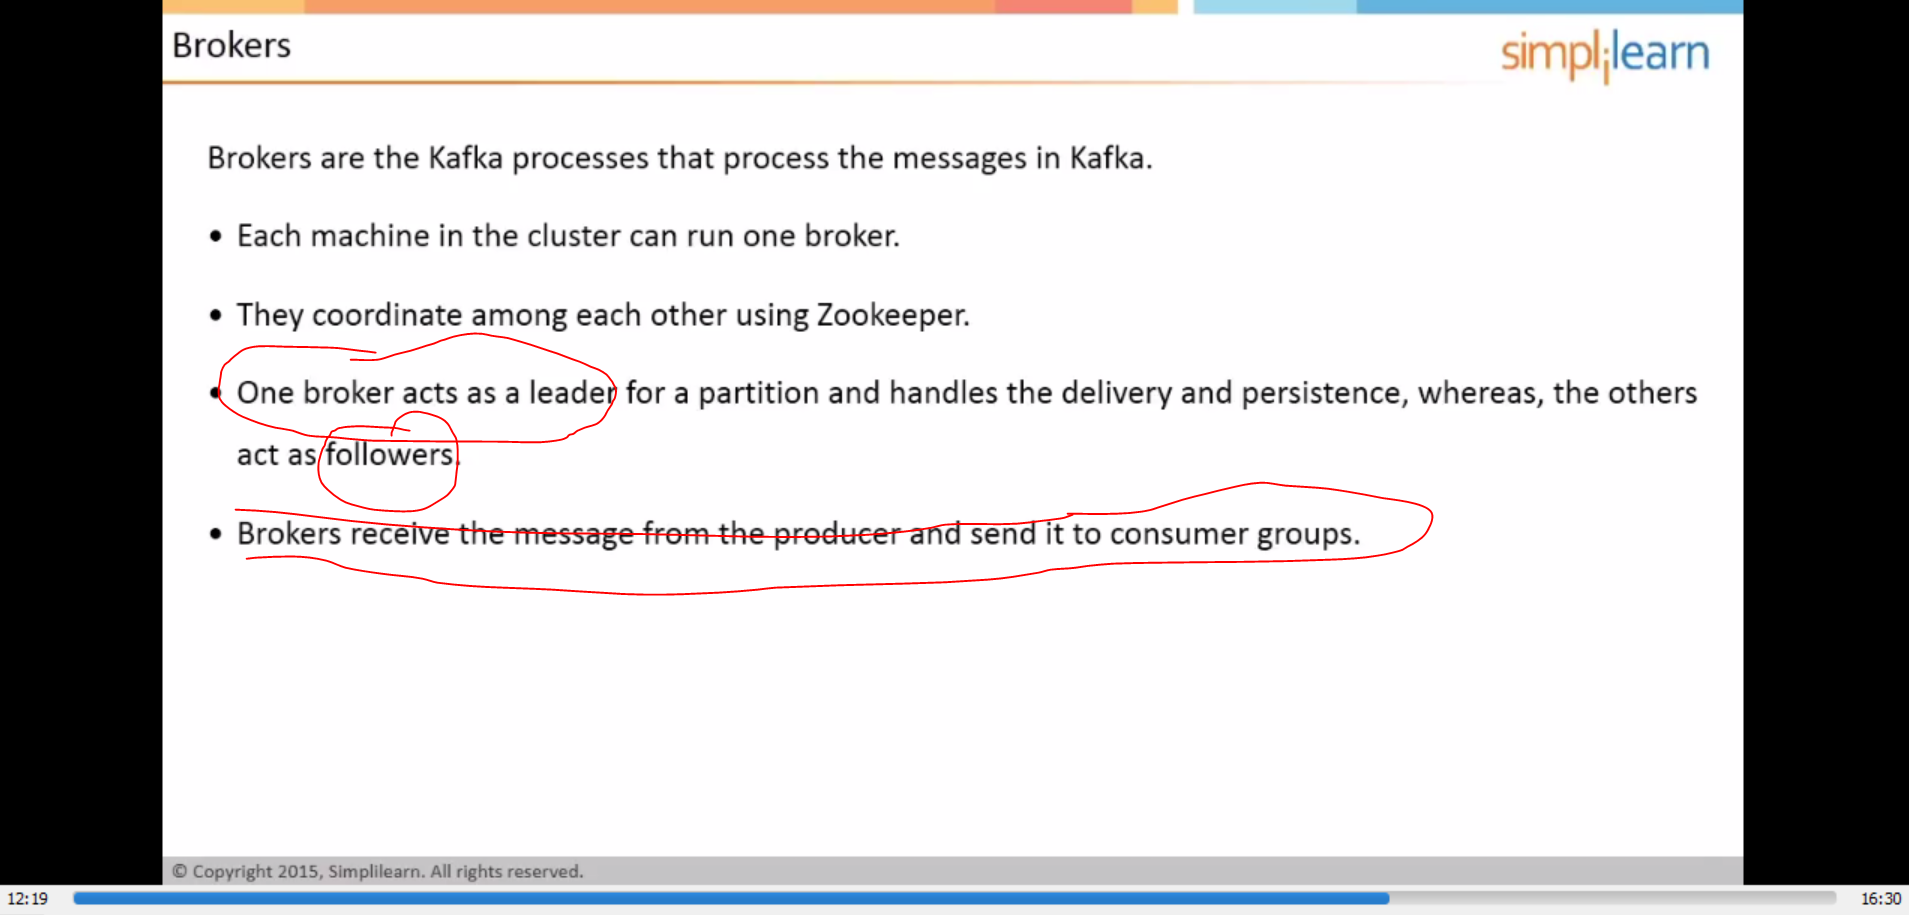 Brokers
simplilearn
Brokers are the Kafka processes that process the messages in Kafka.
• Each machine in the cluster can run one broker.
• They coordinate among each other using Zookeeper.
• One broker acts as a leader for a partition and handles the delivery and persistence, whereas, the others
act as followers.
• Brokers receive the message from the producer and send it to consumer groups.
© Copyright 2015, Simplilearn. All rights reserved.
12:19
16:30